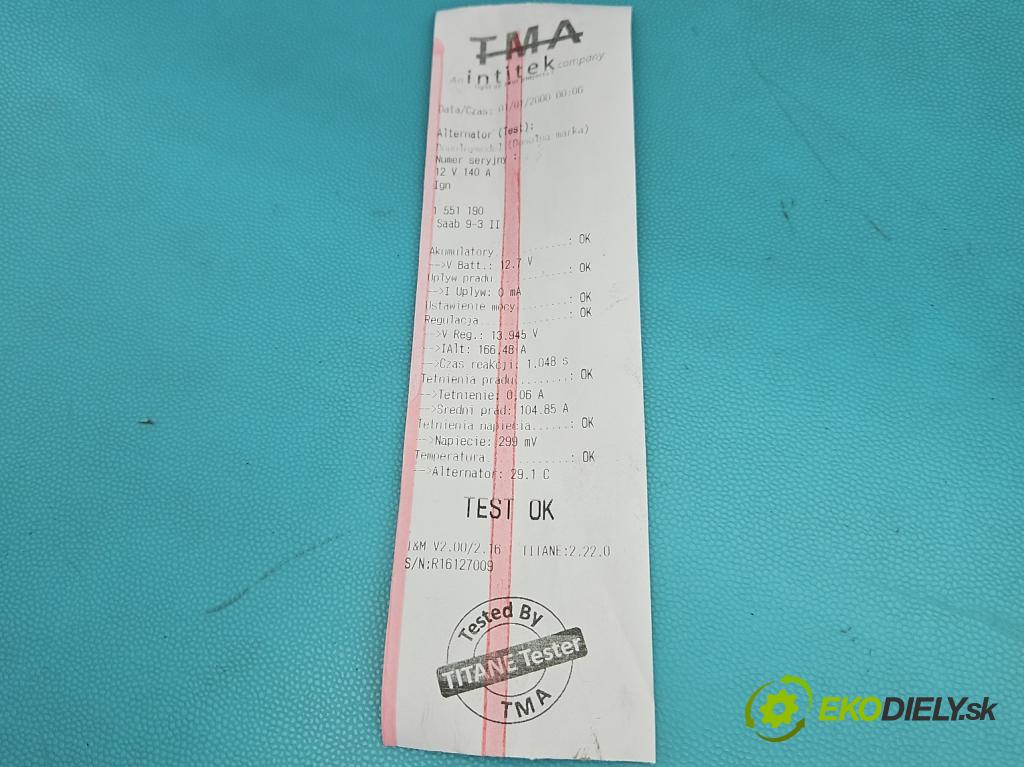 TMA
An intitek company
Data/Czas: 01/01/2000 00:00
Alternator (Test):
(Dowolna marka)
Numer seryjny :
12 V 140 A
Ign
1 551 190
Saab 9-3 II
Akumulatory..........: OK
-->V Batt.: 12.7 V
Uplyw pradu..........: OK
-->I Uplyw: 0 mA
Ustawienie mocy......: OK
Regulacja............: OK
-->V Reg.: 13.945 V
-->IAlt: 166.48 A
-->Czas reakcji: 1.048 s
Tetnienia pradu......: OK
-->Tetnienie: 0.06 A
-->Sredni prad: 104.85 A
Tetnienia napiecia......: OK
-->Napiecie: 299 mV
Temperatura..........: OK
-->Alternator: 29.1 C
TEST OK
I&M V2.00/2.16 TITANE:2.22.0
S/N:R16127009
Tested By
TITANE Tester
TMA
EKODIELY.sk